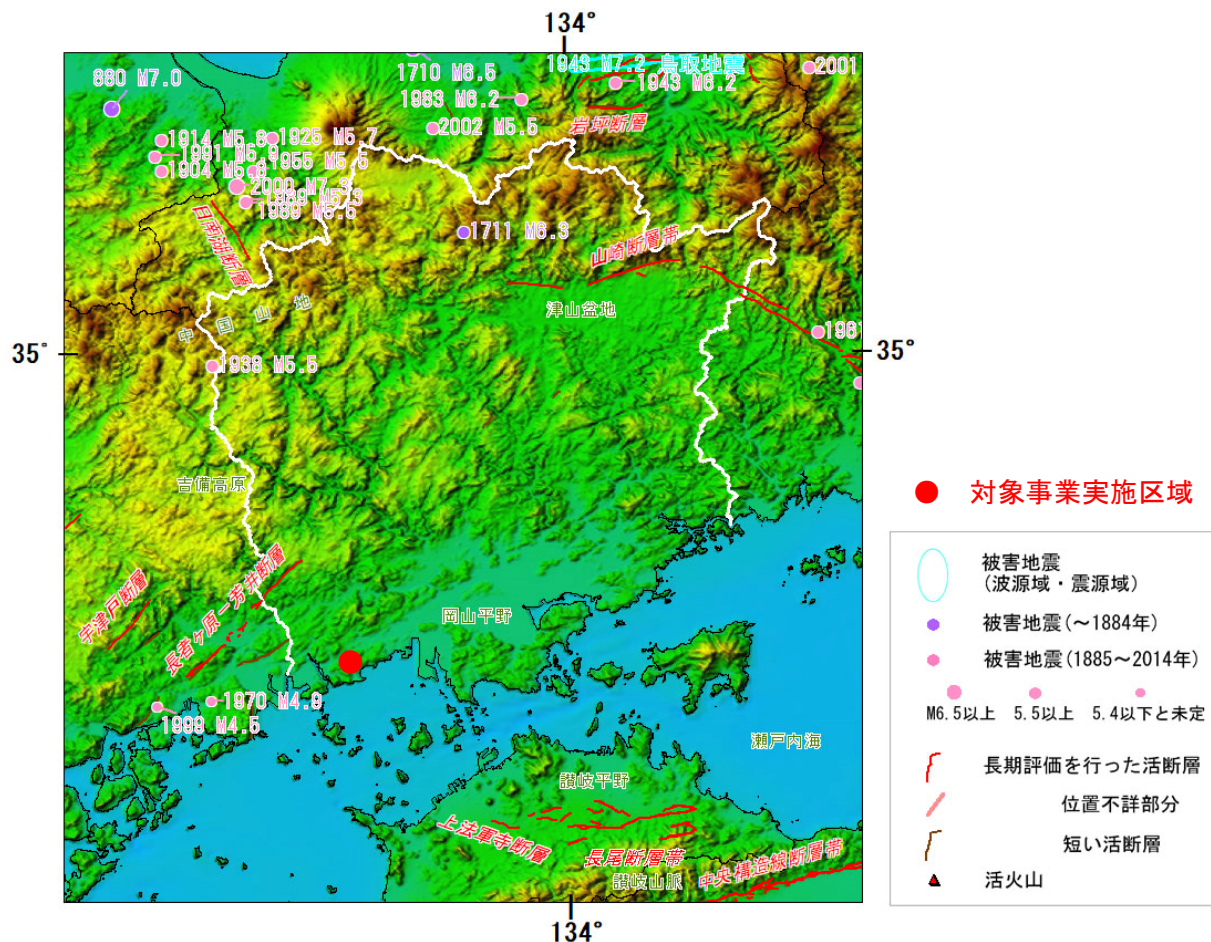 134°
880 M7.0
1710 M6.5
1943 M7.2 鳥取地震
2001
1943 M6.2
1983 M6.2
岩坪断層
2002 M5.5
1914 M5.8
1925 M5.7
1991 M5.9
1955 M5.5
1904 M5.8
2000 M7.3
1989 M5.3
日南湖断層
1711 M6.3
山崎断層帯
中国山地
津山盆地
1961
35°
35°
1938 M5.5
吉備高原
対象事業実施区域
被害地震
(波源域・震源域)
被害地震(～1884年)
被害地震(1885～2014年)
M6.5以上 5.5以上 5.4以下と未定
長期評価を行った活断層
位置不詳部分
短い活断層
活火山
宇津戸断層
長者ヶ原－芳井断層
岡山平野
1970 M4.9
1999 M4.5
瀬戸内海
讃岐平野
上法軍寺断層
長尾断層帯
讃岐山脈
中央構造線断層帯
134°